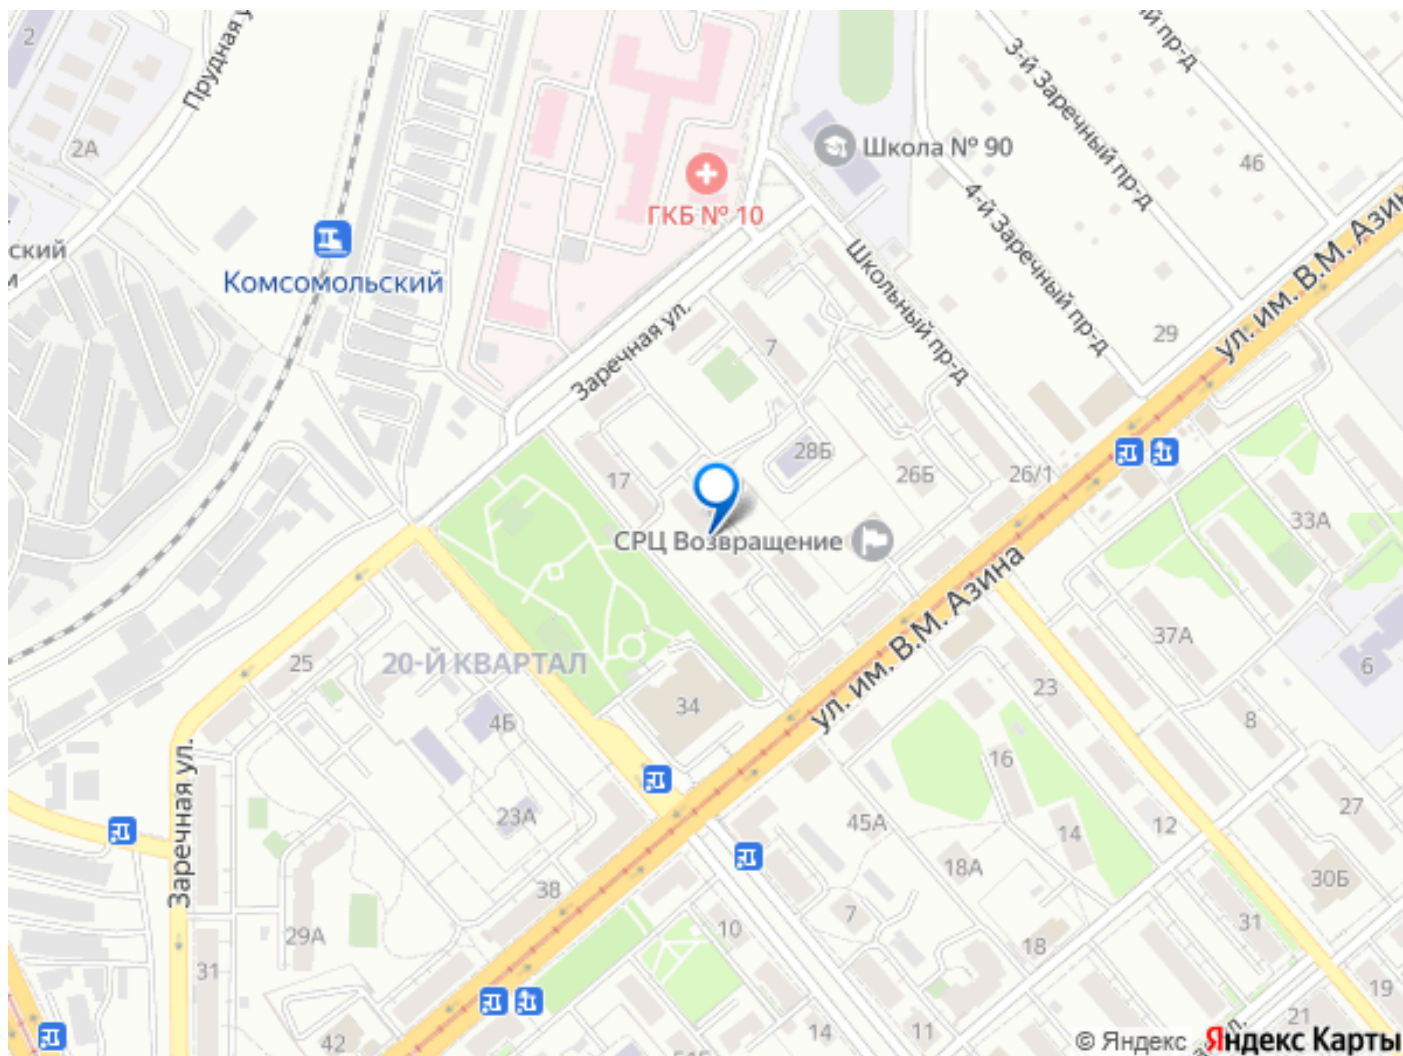 2
Прудная у
2А
ский
м
Комсомольский
ГКБ № 10
Школа № 90
3-й Заречный пр-д
й пр-д
4-й Заречный пр-д
46
ул. им. В.М. Азин
29
Школьный пр-д
Заречная ул.
7
17
28Б
26Б
26/1
СРЦ Возвращение
33А
37А
6
ул. им. В.М. Азина
20-Й КВАРТАЛ
25
34
23
8
4Б
16
Заречная ул.
23А
45А
14
12
27
18А
30Б
38
7
10
31
29А
18
31
19
42
14
11
21
ул.
© Яндекс Яндекс Карты